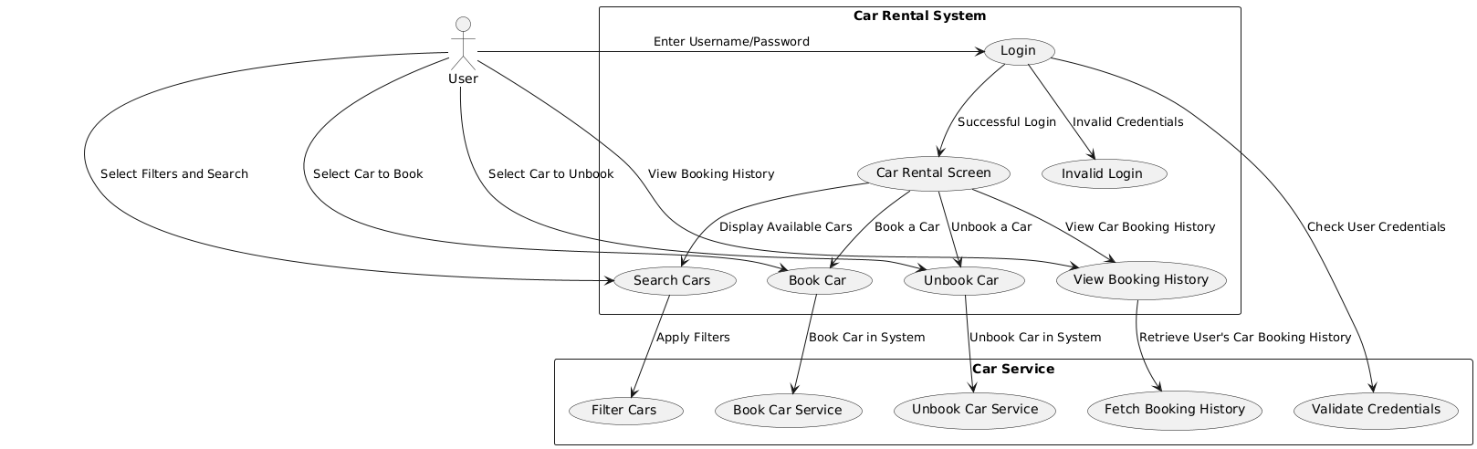 Car Rental System
Enter Username/Password
Login
User
Successful Login
Invalid Credentials
Select Filters and Search
Select Car to Book
Select Car to Unbook
View Booking History
Car Rental Screen
Invalid Login
Display Available Cars
Book a Car
Unbook a Car
View Car Booking History
Check User Credentials
Search Cars
Book Car
Unbook Car
View Booking History
Apply Filters
Book Car in System
Unbook Car in System
Retrieve User's Car Booking History
Car Service
Filter Cars
Book Car Service
Unbook Car Service
Fetch Booking History
Validate Credentials